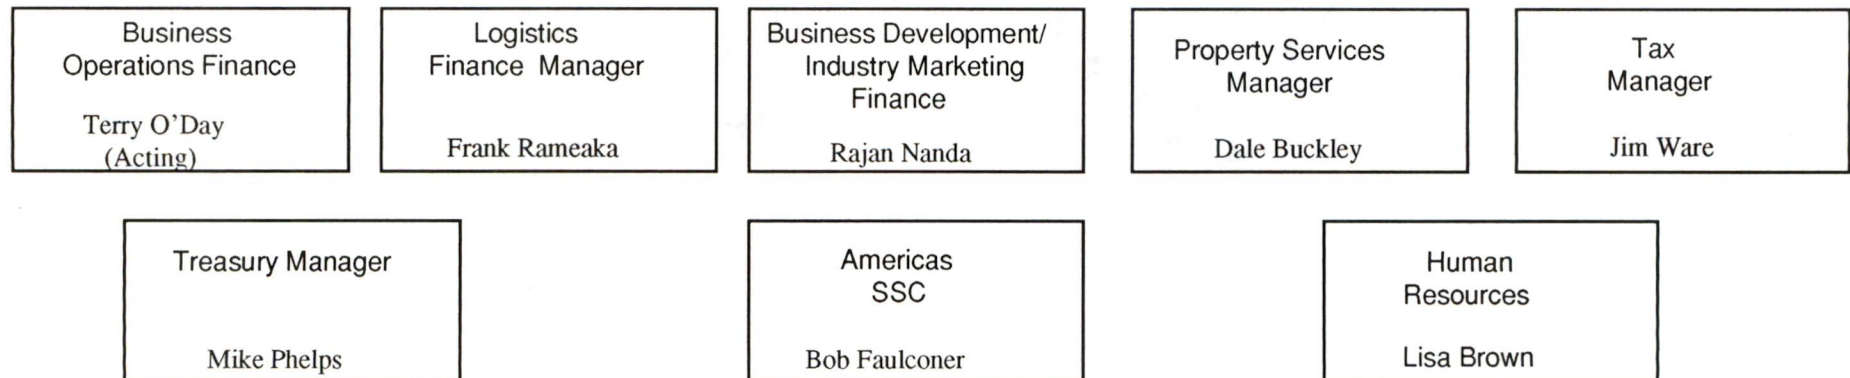 Business
Operations Finance
Terry O'Day
(Acting)
Logistics
Finance Manager
Frank Rameaka
Business Development/
Industry Marketing
Finance
Rajan Nanda
Property Services
Manager
Dale Buckley
Tax
Manager
Jim Ware
Treasury Manager
Mike Phelps
Americas
SSC
Bob Faulconer
Human
Resources
Lisa Brown